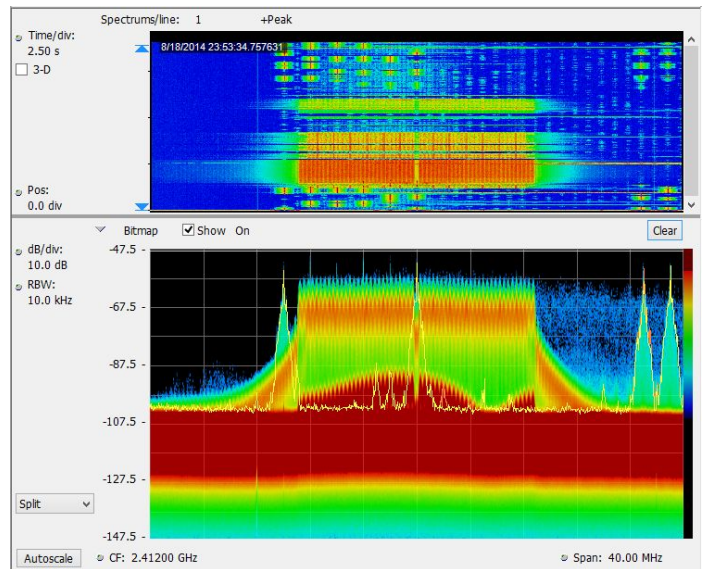 Spectrums/line: 1 +Peak
Time/div:
2.50 s
3-D
8/18/2014 23:53:34.757631
Pos:
0.0 div
Bitmap Show On Clear
dB/div:
10.0 dB
RBW:
10.0 kHz
-47.5
-67.5
-87.5
-107.5
-127.5
-147.5
Split
Autoscale CF: 2.41200 GHz Span: 40.00 MHz